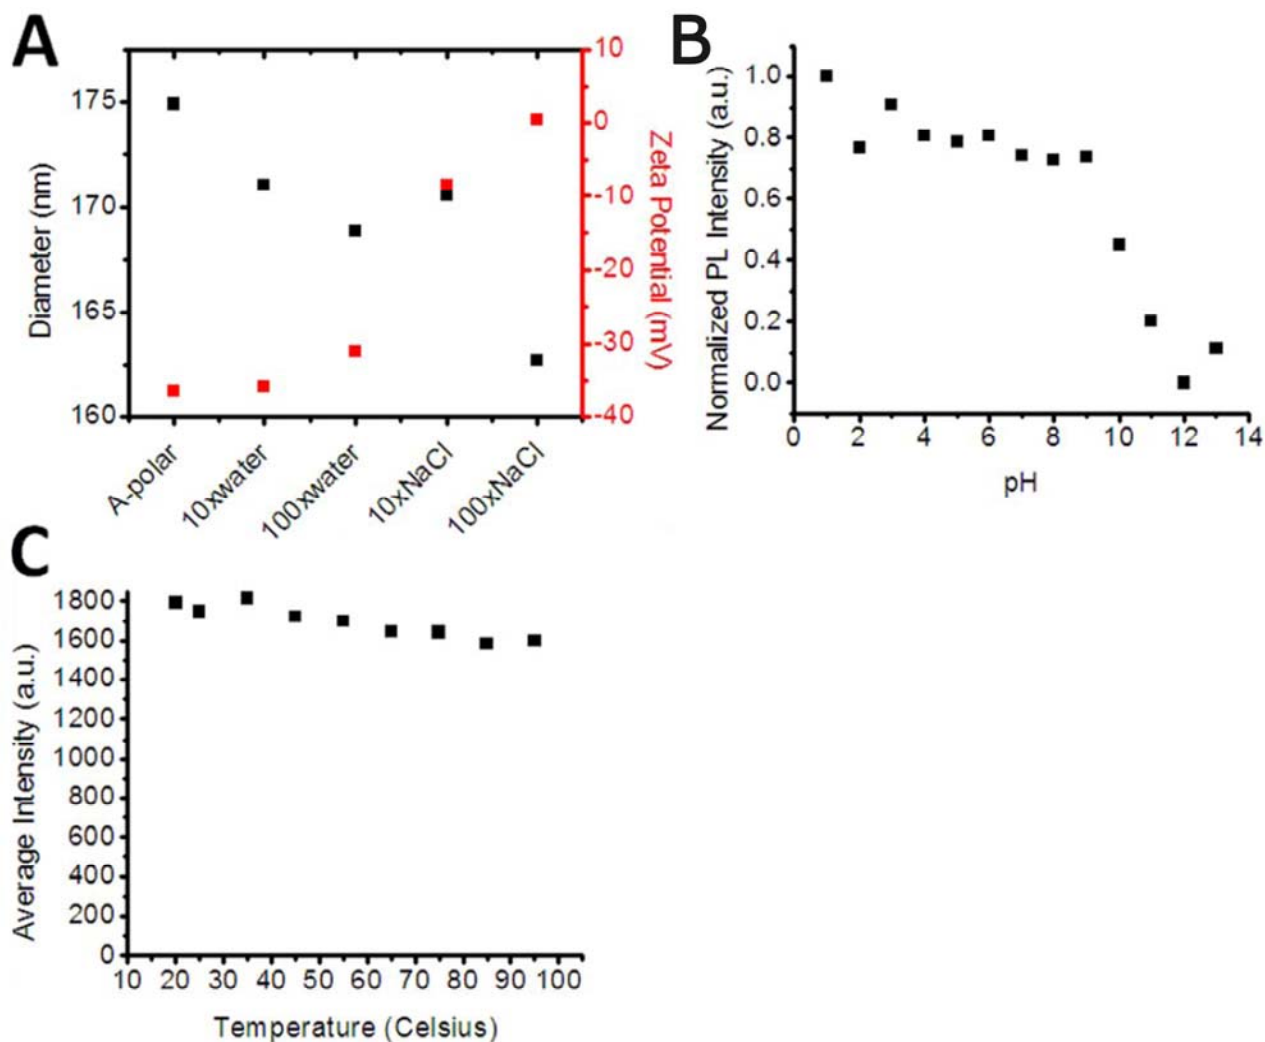 A
Diameter (nm)
175
170
165
160
10
0
-10
-20
-30
-40
Zeta Potential (mV)
A-polar
10xwater
100xwater
10xNaCl
100xNaCl
B
Normalized PL Intensity (a.u.)
1.0
0.8
0.6
0.4
0.2
0.0
0 2 4 6 8 10 12 14
pH
C
Average Intensity (a.u.)
1800
1600
1400
1200
1000
800
600
400
200
0
10 20 30 40 50 60 70 80 90 100
Temperature (Celsius)